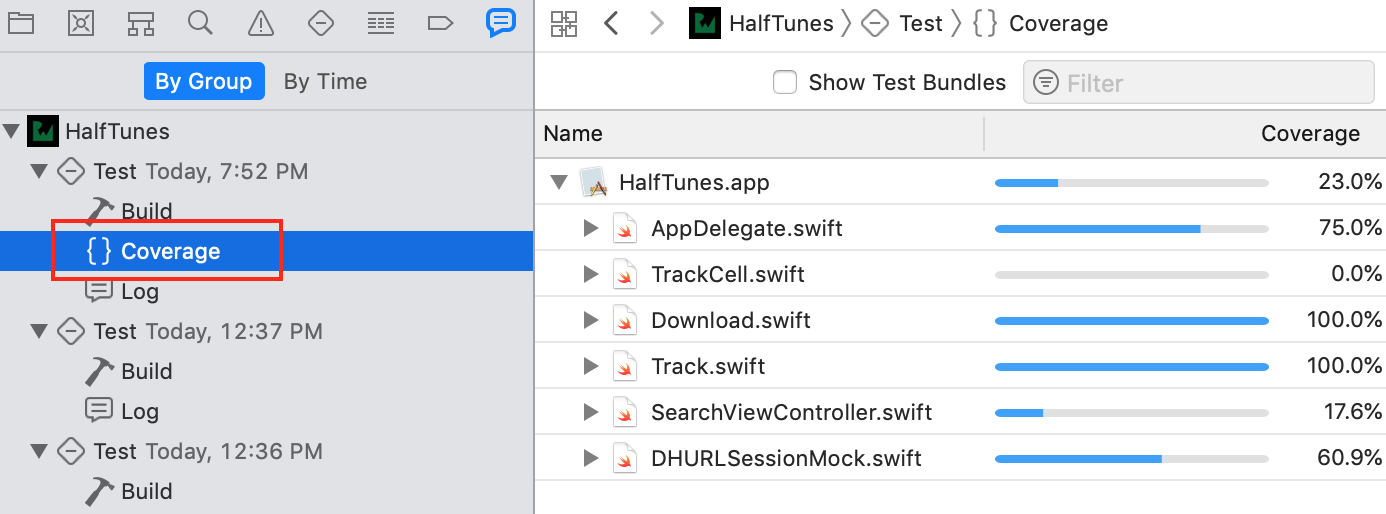 HalfTunes Test Coverage
By Group By Time
Show Test Bundles Filter
HalfTunes
Test Today, 7:52 PM
Build
{} Coverage
Log
Test Today, 12:37 PM
Build
Log
Test Today, 12:36 PM
Build
Name Coverage
HalfTunes.app 23.0%
AppDelegate.swift 75.0%
TrackCell.swift 0.0%
Download.swift 100.0%
Track.swift 100.0%
SearchViewController.swift 17.6%
DHURLSessionMock.swift 60.9%